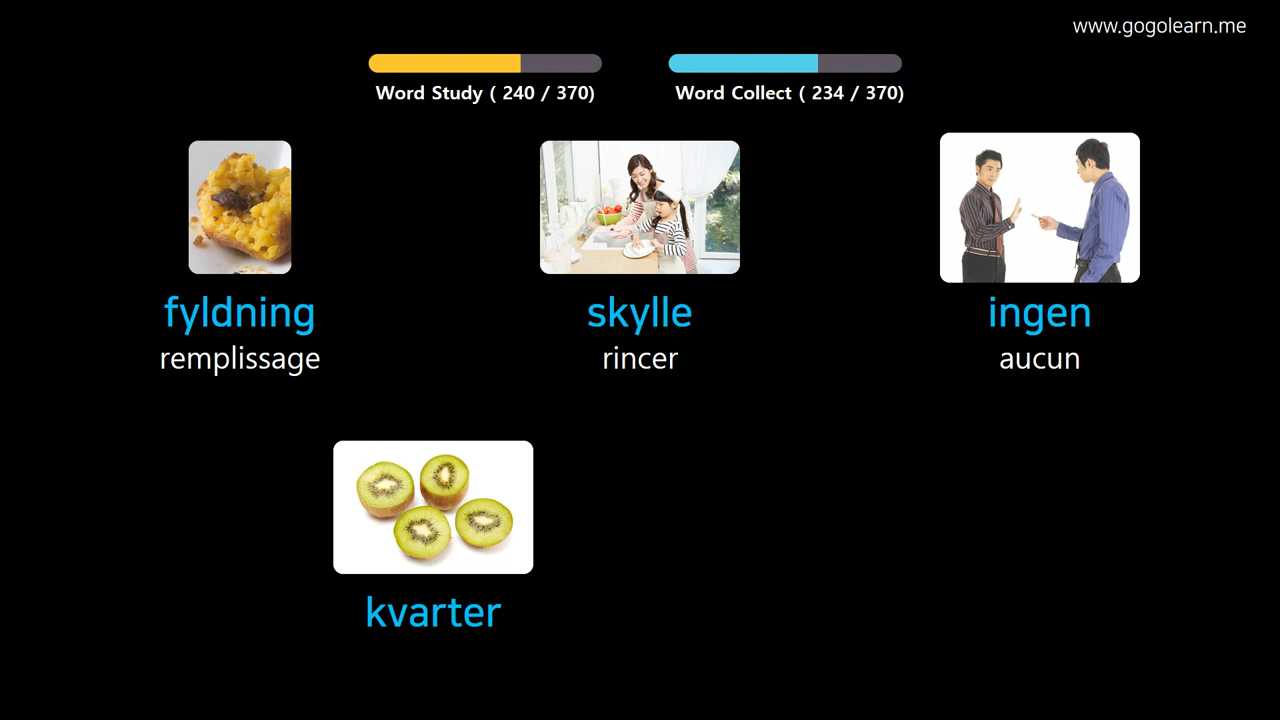 www.gogolearn.me
Word Study ( 240 / 370)
Word Collect ( 234 / 370)
fyldning
remplissage
skylle
rincer
ingen
aucun
kvarter